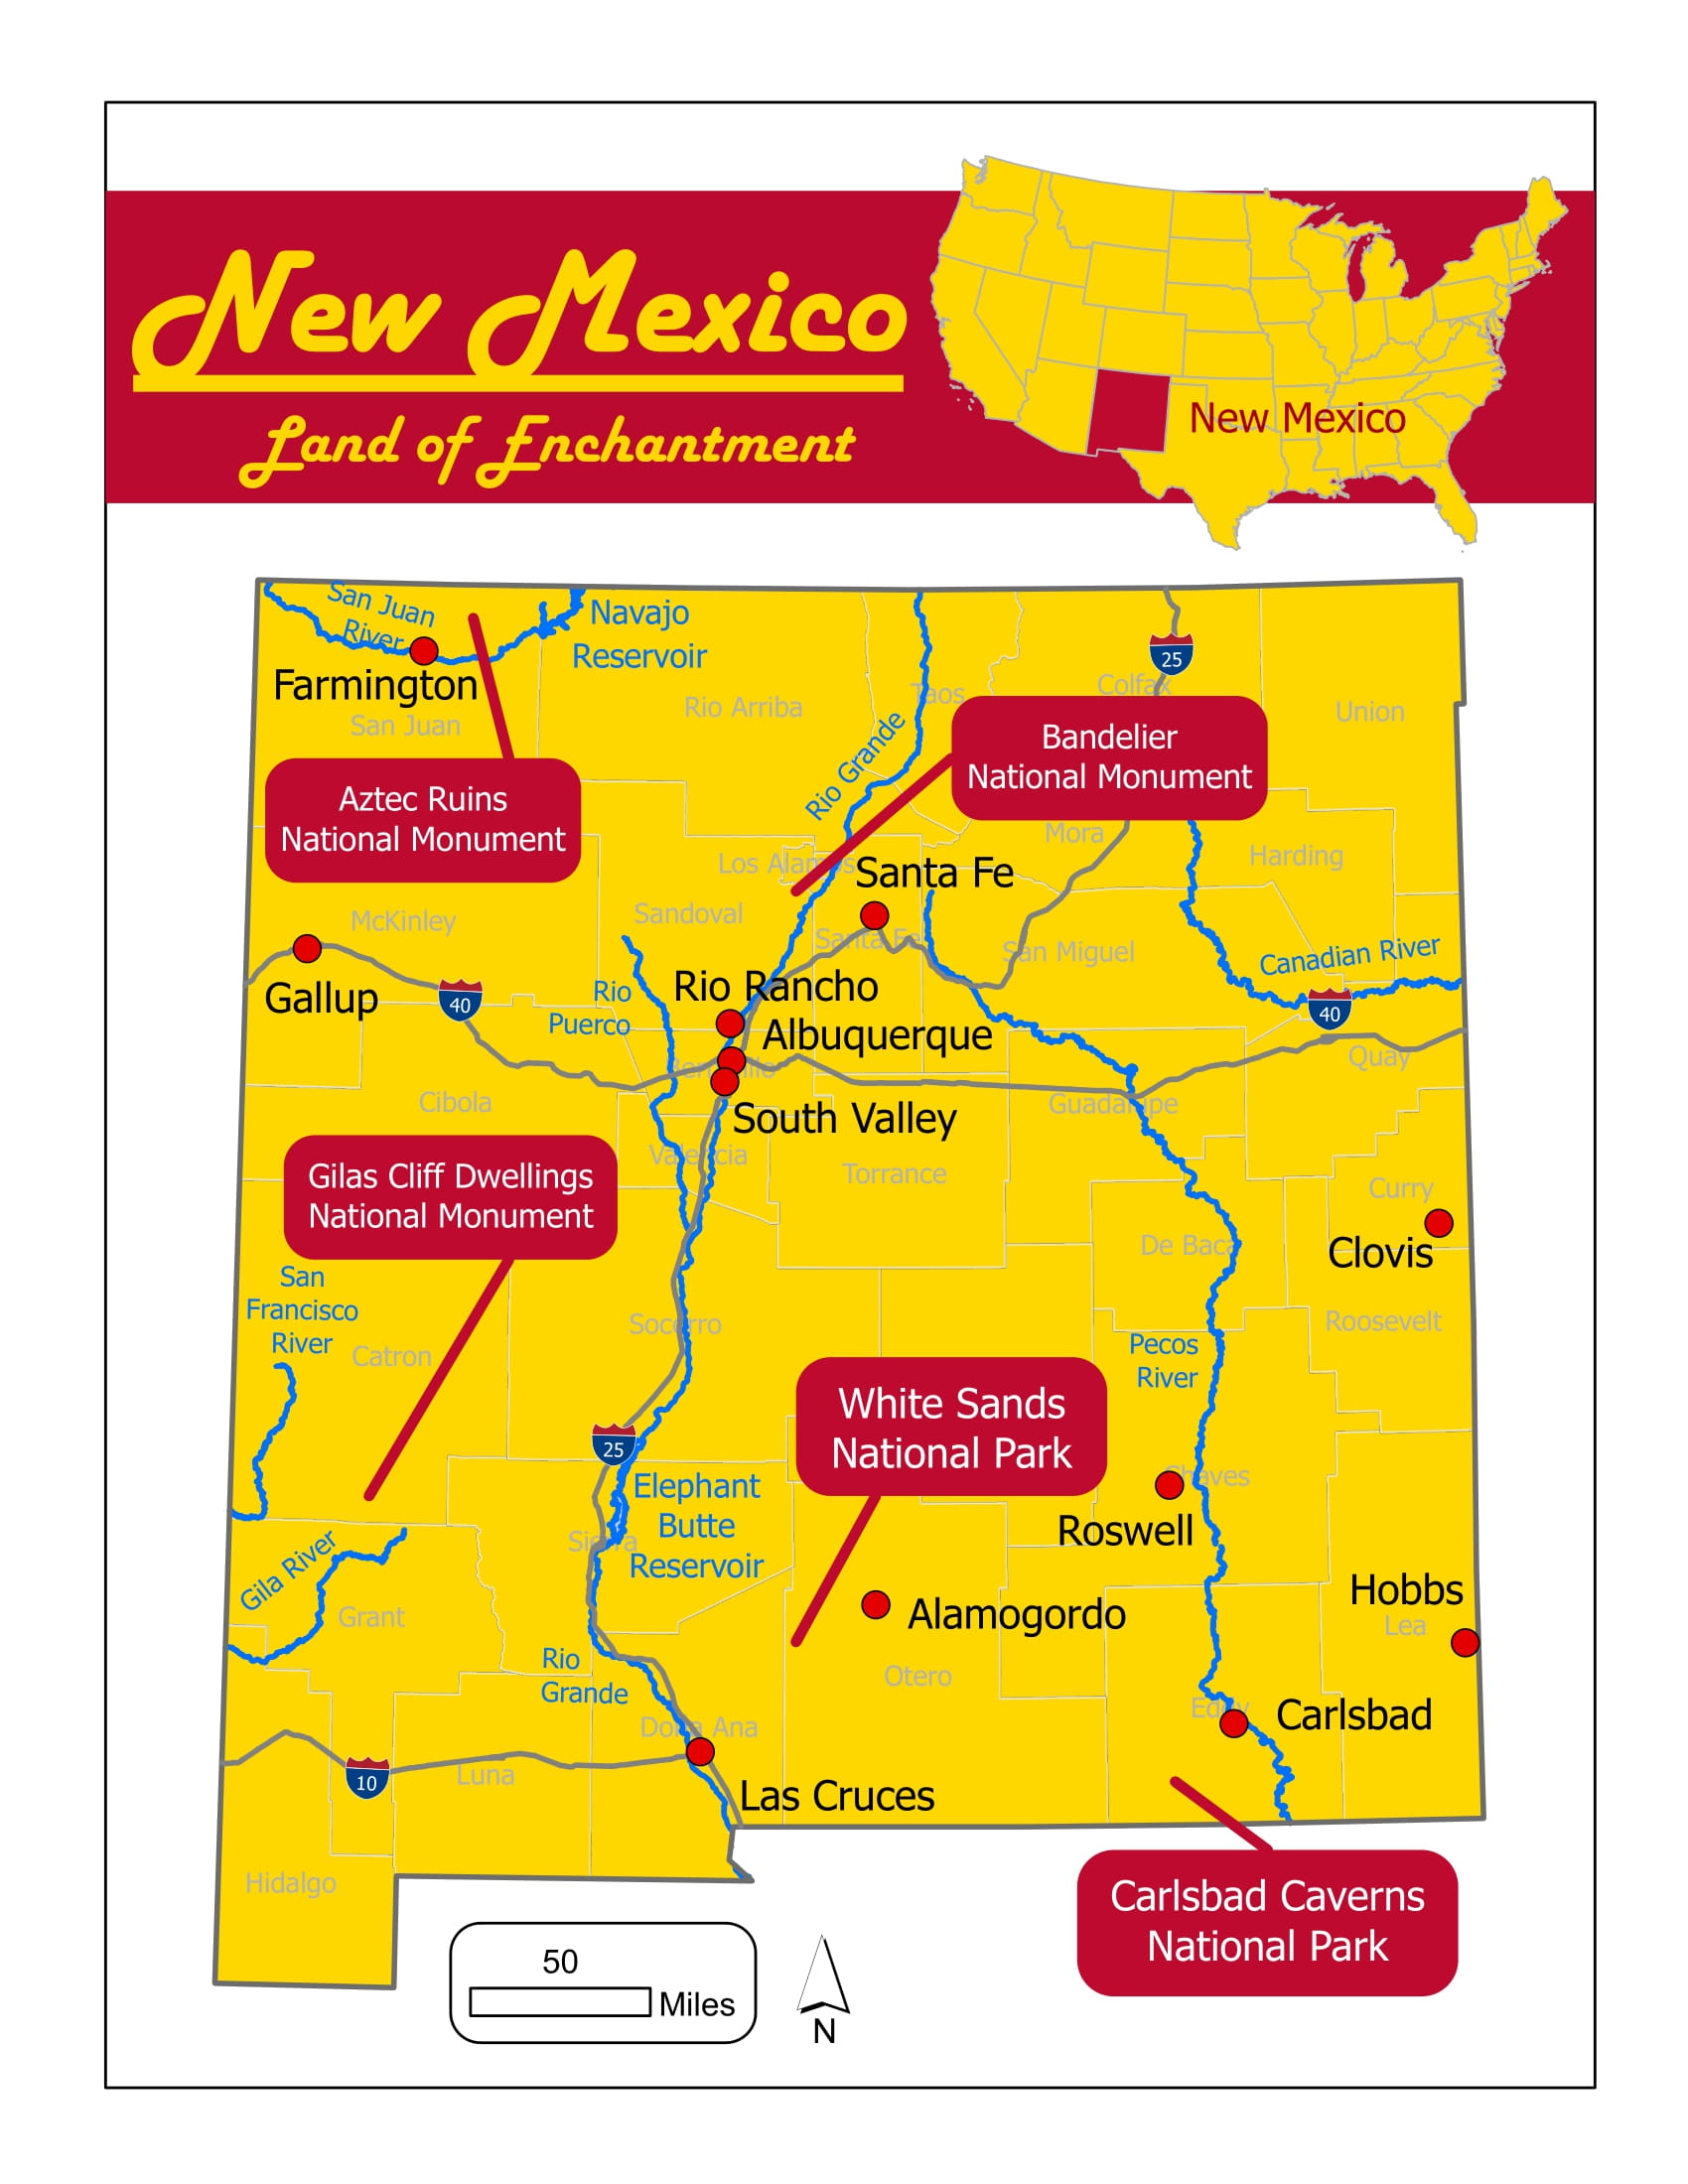 New Mexico
Land of Enchantment
New Mexico
San Juan
River
Navajo
Reservoir
Farmington
San Juan
Rio Arriba
Taos
Colfax
25
Union
Rio Grande
Bandelier
National Monument
Aztec Ruins
National Monument
Mora
Harding
Los Alamos
Santa Fe
McKinley
Sandoval
Santa Fe
San Miguel
Canadian River
Gallup
40
Rio
Puerco
Rio Rancho
Albuquerque
40
Quay
Bernalillo
Cibola
South Valley
Guadalupe
Valencia
Torrance
Gilas Cliff Dwellings
National Monument
Curry
Clovis
De Baca
San
Francisco
River
Catron
Socorro
Roosevelt
Pecos
River
White Sands
National Park
25
Elephant
Butte
Reservoir
Sierra
Chaves
Roswell
Gila River
Grant
Alamogordo
Hobbs
Lea
Rio
Grande
Otero
Dona Ana
Eddy
Carlsbad
10
Luna
Las Cruces
Hidalgo
Carlsbad Caverns
National Park
50
Miles
N